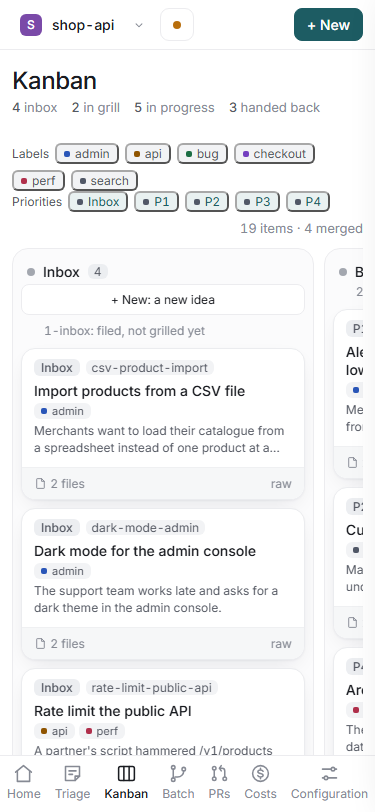 S shop-api
+ New
Kanban
4 inbox 2 in grill 5 in progress 3 handed back
Labels admin api bug checkout
perf search
Priorities Inbox P1 P2 P3 P4
19 items · 4 merged
Inbox 4
+ New: a new idea
1-inbox: filed, not grilled yet
Inbox csv-product-import
Import products from a CSV file
admin
Merchants want to load their catalogue from
a spreadsheet instead of one product at a…
2 files raw
Inbox dark-mode-admin
Dark mode for the admin console
admin
The support team works late and asks for a
dark theme in the admin console.
2 files raw
Inbox rate-limit-public-api
Rate limit the public API
api perf
A partner's script hammered /v1/products
Home Triage Kanban Batch PRs Costs Configuration